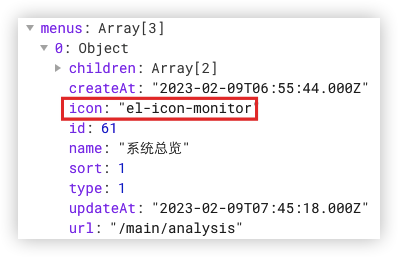 menus: Array[3]
0: Object
children: Array[2]
createAt: "2023-02-09T06:55:44.000Z"
icon: "el-icon-monitor"
id: 61
name: "系统总览"
sort: 1
type: 1
updateAt: "2023-02-09T07:45:18.000Z"
url: "/main/analysis"